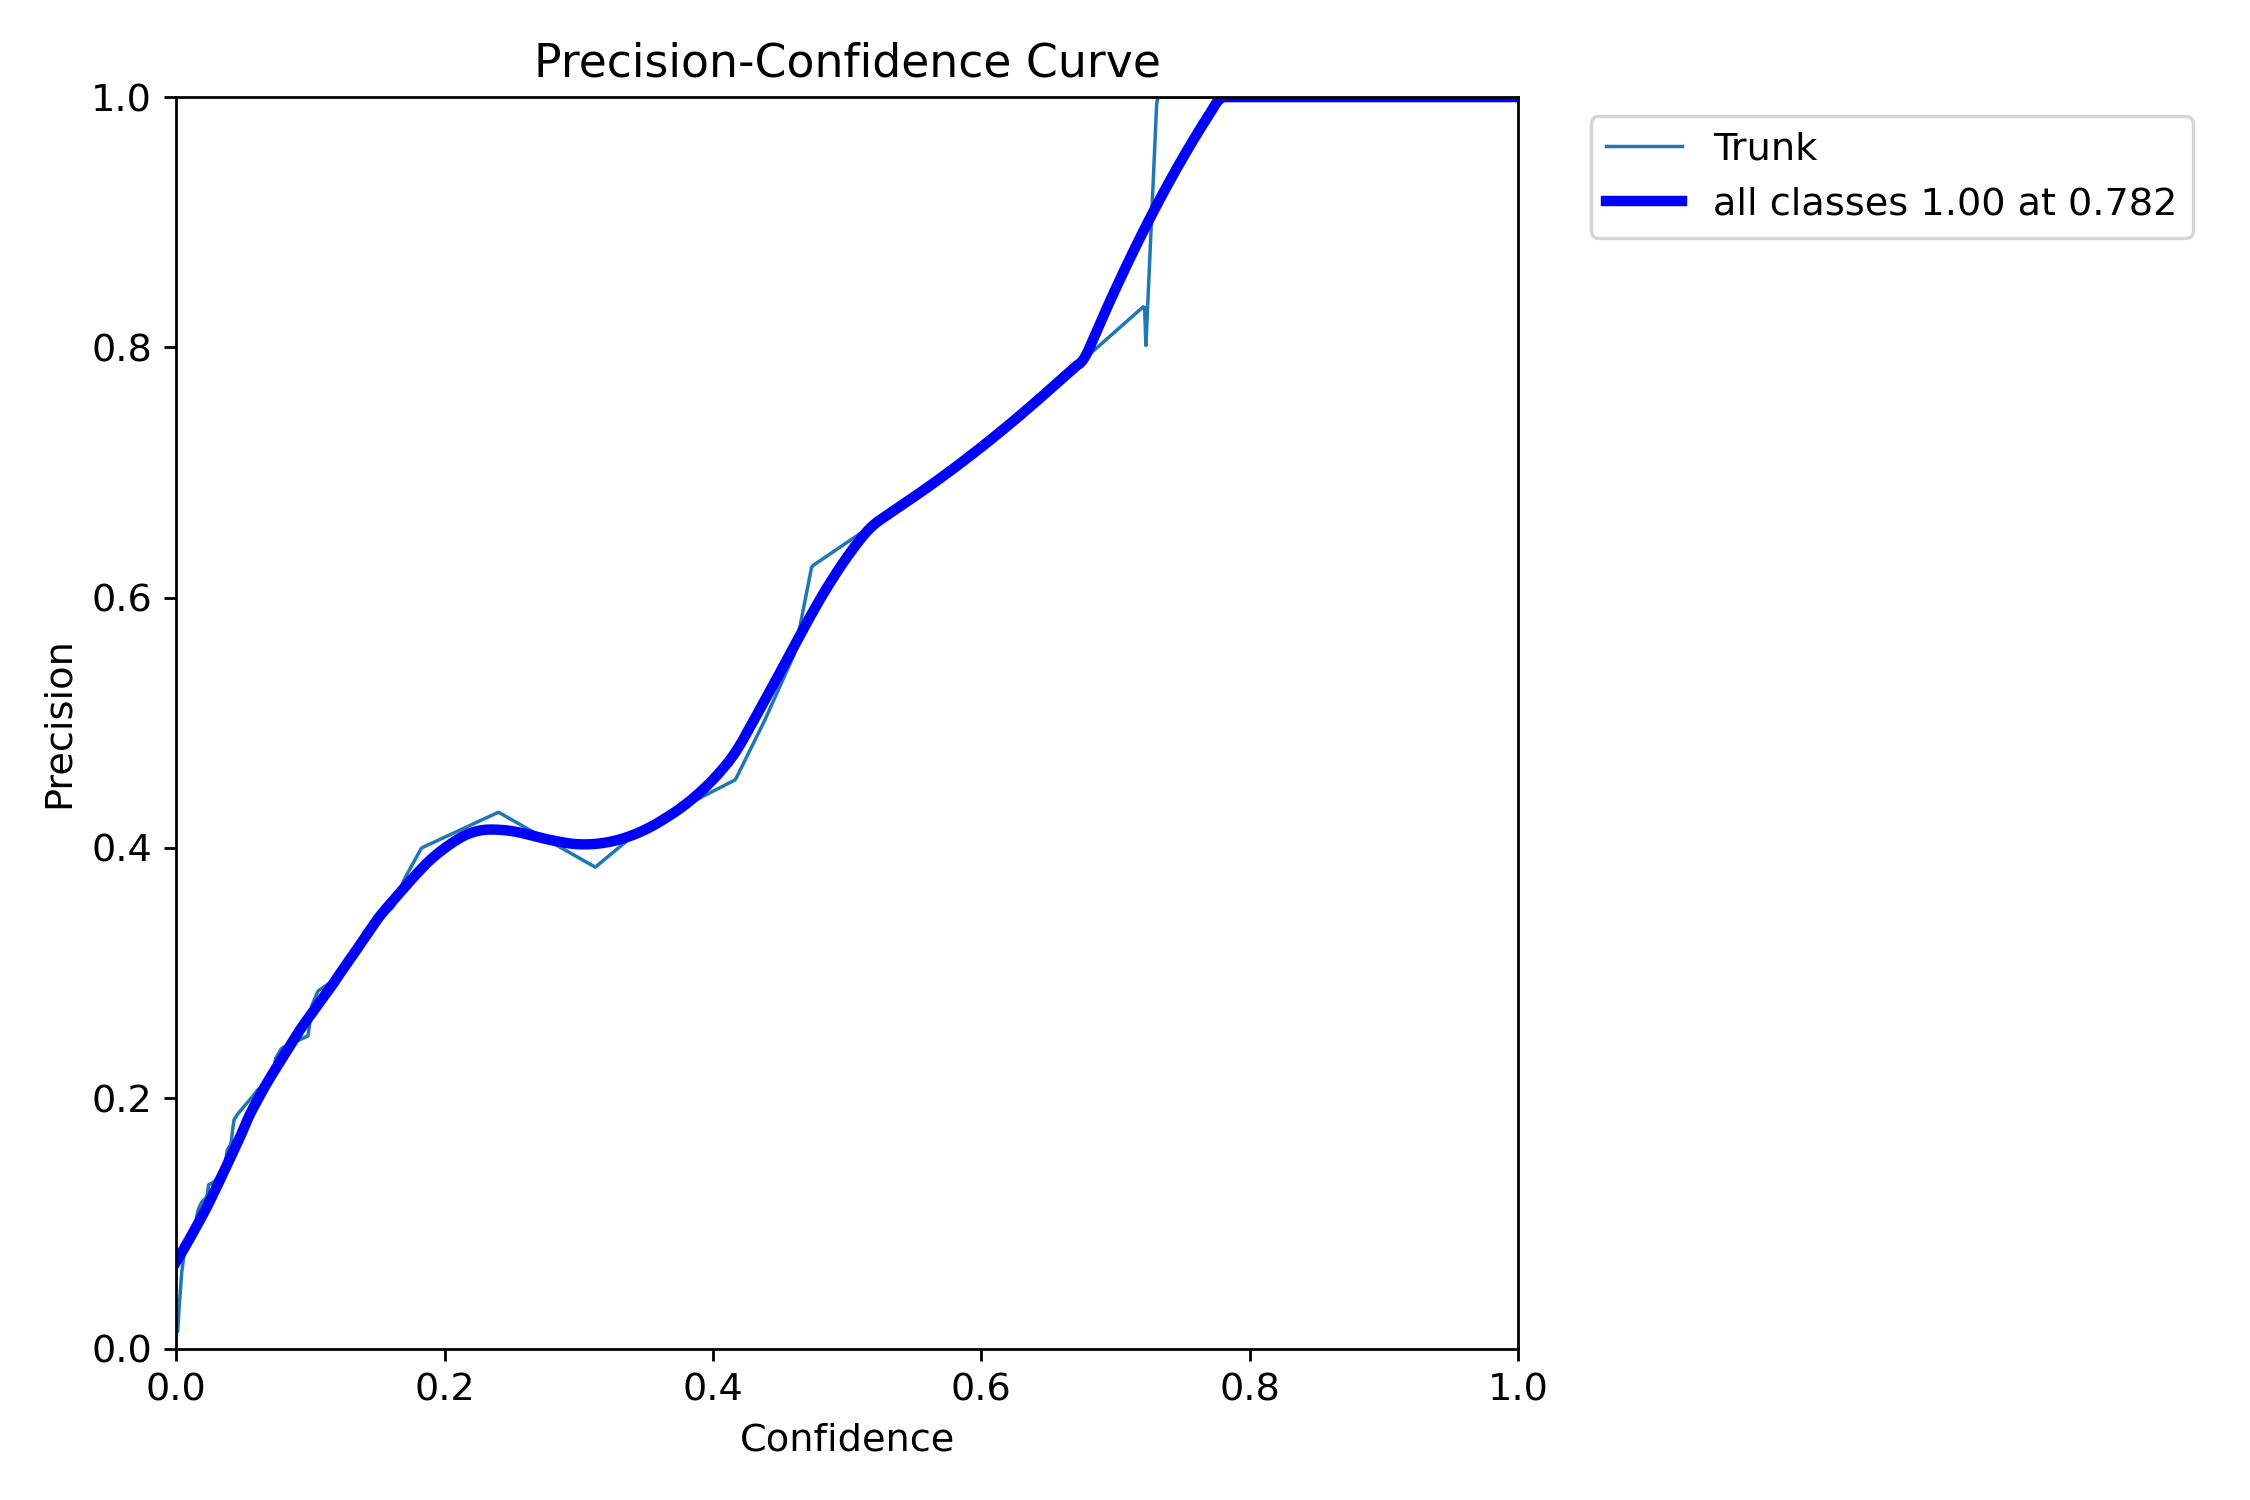 Precision-Confidence Curve
1.0
0.8
0.6
0.4
0.2
0.0
Precision
0.0 0.2 0.4 0.6 0.8 1.0
Confidence
Trunk
all classes 1.00 at 0.782